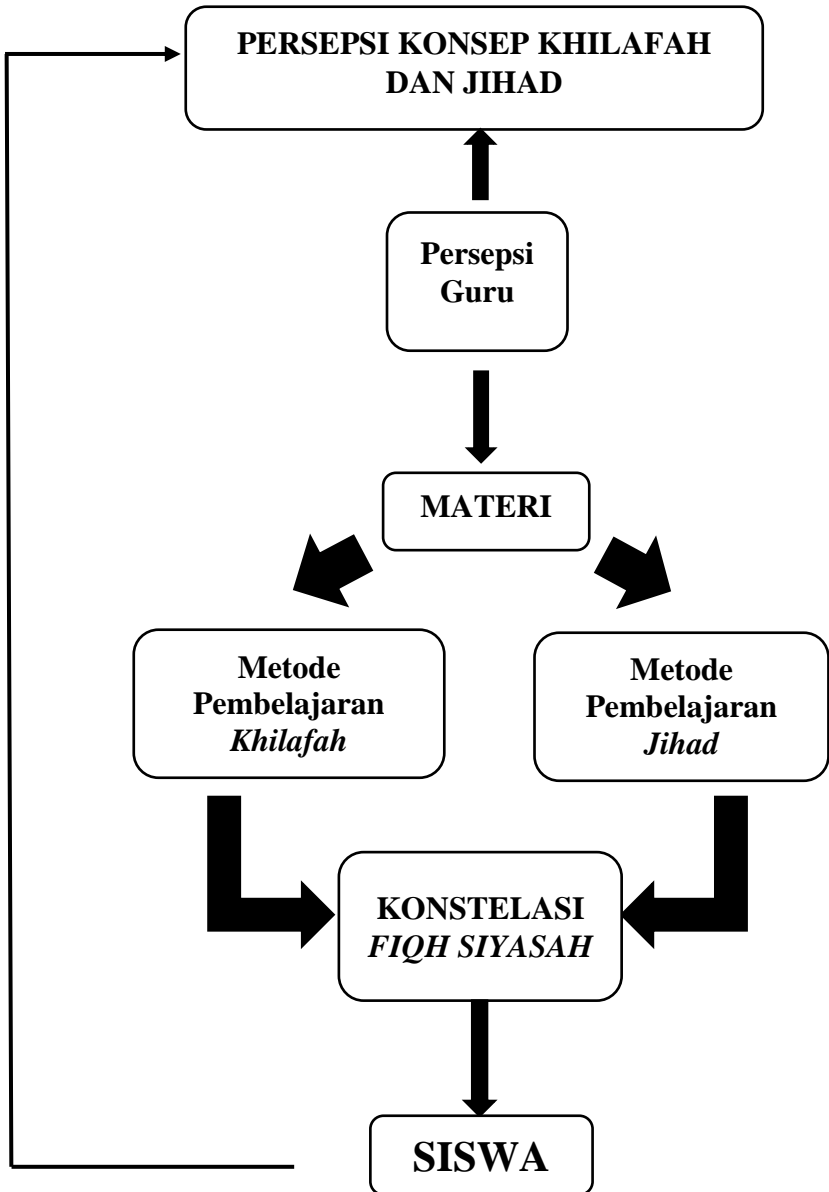 PERSEPSI KONSEP KHILAFAH
DAN JIHAD
Persepsi
Guru
MATERI
Metode
Pembelajaran
Khilafah
Metode
Pembelajaran
Jihad
KONSTELASI
FIQH SIYASAH
SISWA